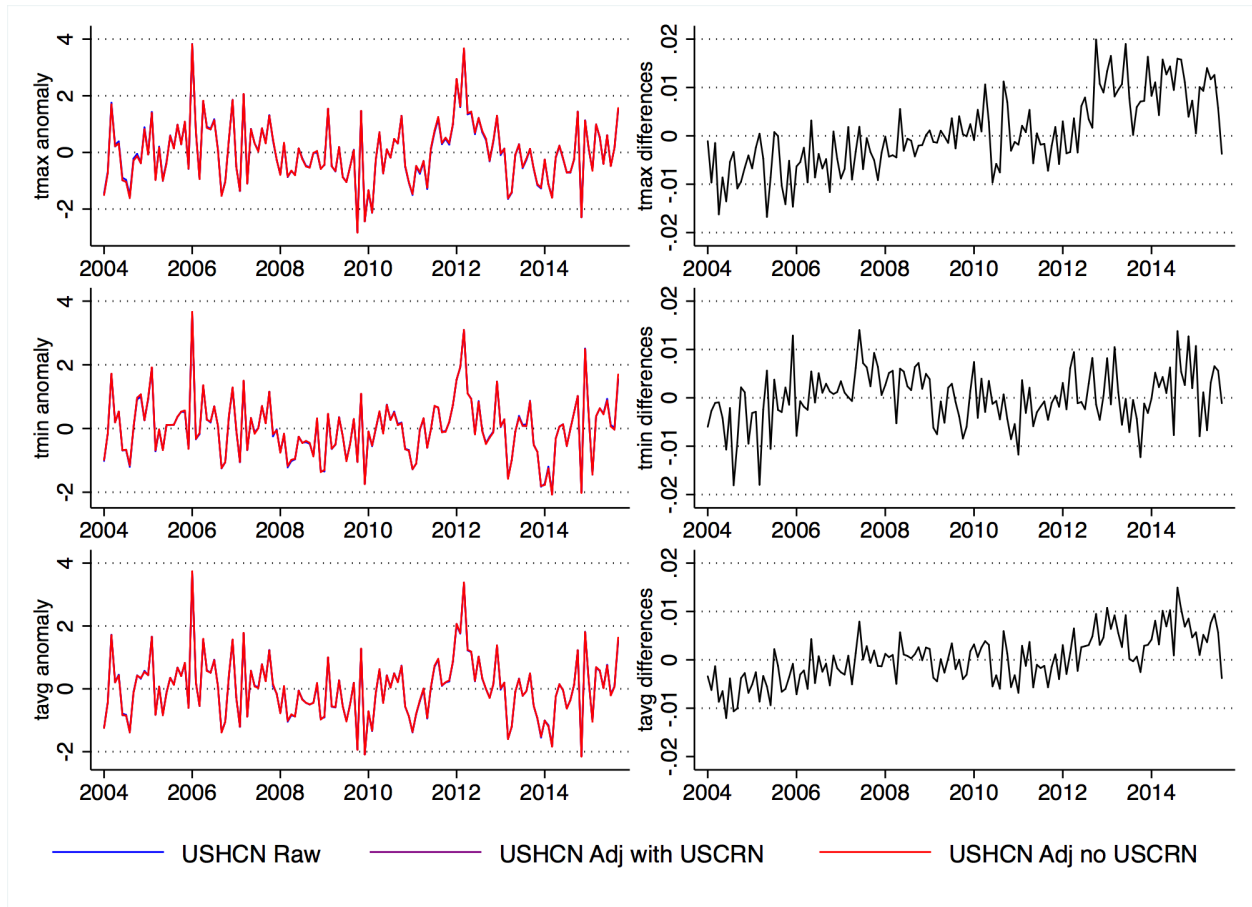 tmax anomaly
4
2
0
-2
2004 2006 2008 2010 2012 2014
tmax differences
.02
.01
0
-.01
-.02
2004 2006 2008 2010 2012 2014
tmin anomaly
4
2
0
-2
2004 2006 2008 2010 2012 2014
tmin differences
.02
.01
0
-.01
-.02
2004 2006 2008 2010 2012 2014
tavg anomaly
4
2
0
-2
2004 2006 2008 2010 2012 2014
tavg differences
.02
.01
0
-.01
-.02
2004 2006 2008 2010 2012 2014
USHCN Raw USHCN Adj with USCRN USHCN Adj no USCRN